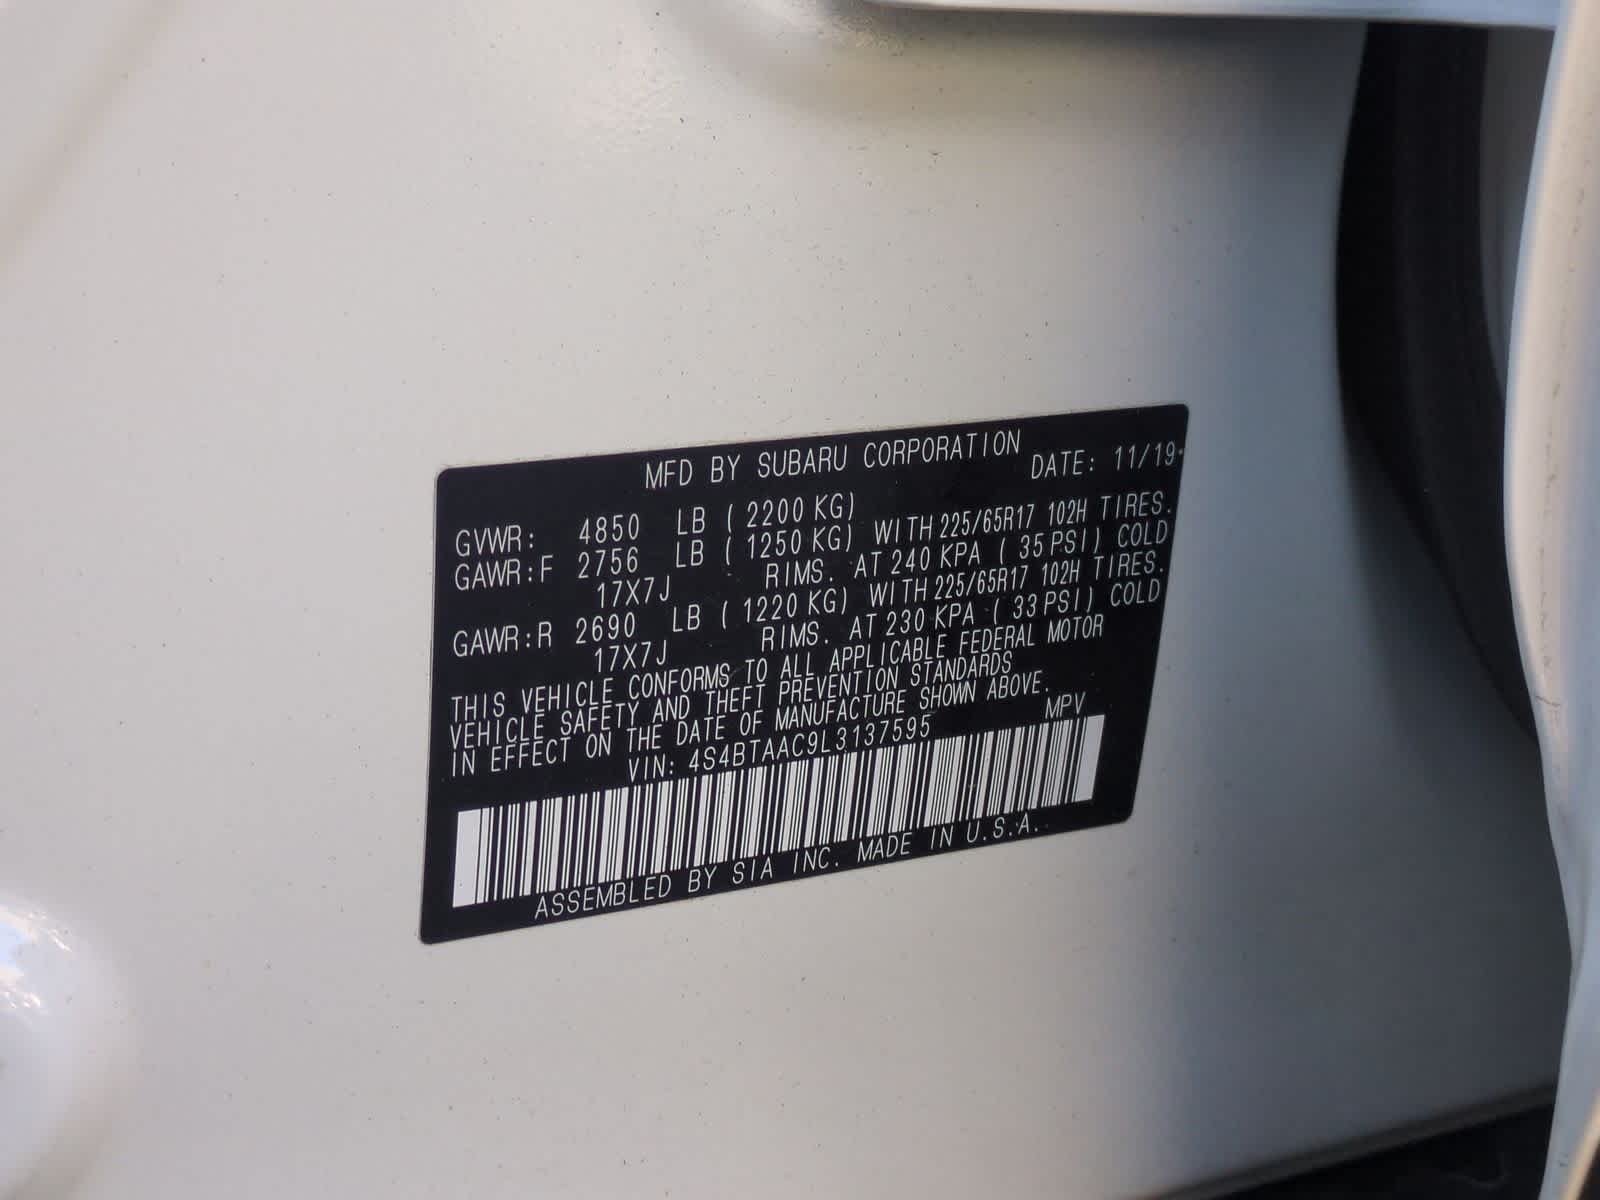 MFD BY SUBARU CORPORATION DATE: 11/19
GVWR: 4850 LB ( 2200 KG)
GAWR:F 2756 LB ( 1250 KG) WITH 225/65R17 102H TIRES.
17X7J RIMS. AT 240 KPA ( 35 PSI) COLD
GAWR:R 2690 LB ( 1220 KG) WITH 225/65R17 102H TIRES.
17X7J RIMS. AT 230 KPA ( 33 PSI) COLD
THIS VEHICLE CONFORMS TO ALL APPLICABLE FEDERAL MOTOR
VEHICLE SAFETY AND THEFT PREVENTION STANDARDS
IN EFFECT ON THE DATE OF MANUFACTURE SHOWN ABOVE.
VIN: 4S4BTAAC9L3137595 MPV
ASSEMBLED BY SIA INC. MADE IN U.S.A.